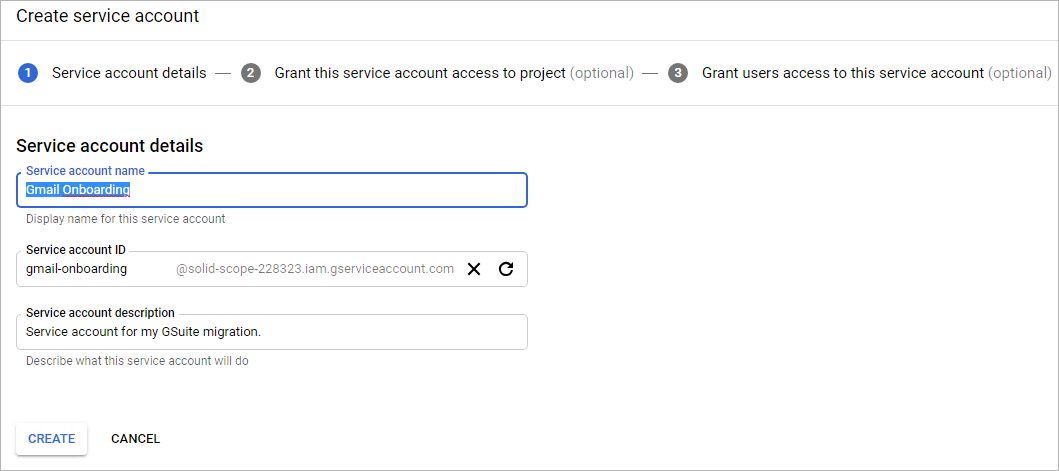 Create service account
1 Service account details — 2 Grant this service account access to project (optional) — 3 Grant users access to this service account (optional)
Service account details
Service account name
Gmail Onboarding
Display name for this service account
Service account ID
gmail-onboarding @solid-scope-228323.iam.gserviceaccount.com
Service account description
Service account for my GSuite migration.
Describe what this service account will do
CREATE CANCEL